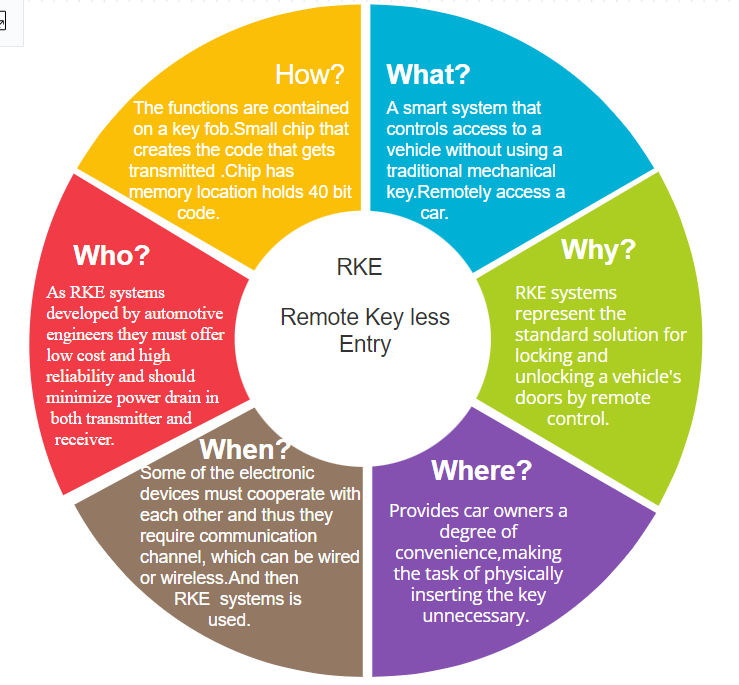 How?
The functions are contained
on a key fob.Small chip that
creates the code that gets
transmitted .Chip has
memory location holds 40 bit
code.
What?
A smart system that
controls access to a
vehicle without using a
traditional mechanical
key.Remotely access a
car.
Who?
As RKE systems
developed by automotive
engineers they must offer
low cost and high
reliability and should
minimize power drain in
both transmitter and
receiver.
RKE
Remote Key less
Entry
Why?
RKE systems
represent the
standard solution for
locking and
unlocking a vehicle's
doors by remote
control.
When?
Some of the electronic
devices must cooperate with
each other and thus they
require communication
channel, which can be wired
or wireless.And then
RKE systems is
used.
Where?
Provides car owners a
degree of
convenience,making
the task of physically
inserting the key
unnecessary.